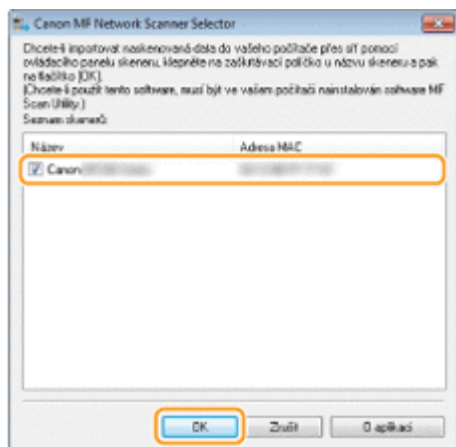 Canon MF Network Scanner Selector
Chcete-li importovat naskenovaná data do vašeho počítače přes síť pomocí
ovládacího panelu skeneru, klepněte na zaškrtávací políčko u názvu skeneru a pak
na tlačítko [OK].
(Chcete-li použít tento software, musí být ve vašem počítači nainstalován software MF
Scan Utility.)
Seznam skenerů:
Název Adresa MAC
Canon
OK Zrušit O aplikaci